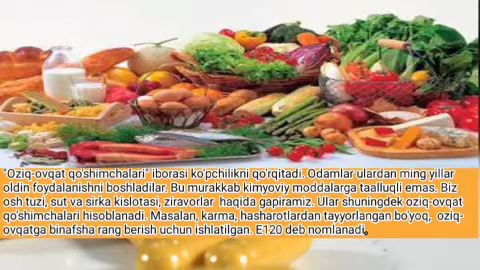 "Oziq-ovqat qo'shimchalari" iborasi ko'pchilikni qo'rqitadi. Odamlar ulardan ming yillar
oldin foydalanishni boshladilar. Bu murakkab kimyoviy moddalarga taalluqli emas. Biz
osh tuzi, sut va sirka kislotasi, ziravorlar  haqida gapiramiz. Ular shuningdek oziq-ovqat
qo'shimchalari hisoblanadi. Masalan, karma, hasharotlardan tayyorlangan bo'yoq,  oziq-
ovqatga binafsha rang berish uchun ishlatilgan. E120 deb nomlanadi.